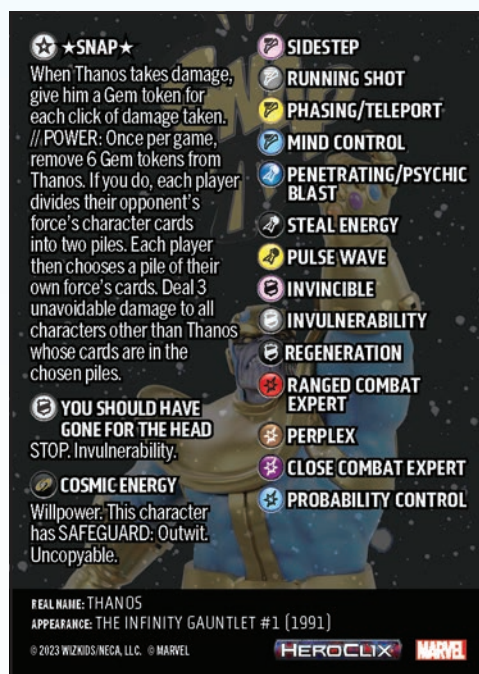 ★SNAP★
When Thanos takes damage,
give him a Gem token for
each click of damage taken.
// POWER: Once per game,
remove 6 Gem tokens from
Thanos. If you do, each player
divides their opponent's
force's character cards
into two piles. Each player
then chooses a pile of their
own force's cards. Deal 3
unavoidable damage to all
characters other than Thanos
whose cards are in the
chosen piles.
YOU SHOULD HAVE
GONE FOR THE HEAD
STOP. Invulnerability.
COSMIC ENERGY
Willpower. This character
has SAFEGUARD: Outwit.
Uncopyable.
SIDESTEP
RUNNING SHOT
PHASING/TELEPORT
MIND CONTROL
PENETRATING/PSYCHIC
BLAST
STEAL ENERGY
PULSE WAVE
INVINCIBLE
INVULNERABILITY
REGENERATION
RANGED COMBAT
EXPERT
PERPLEX
CLOSE COMBAT EXPERT
PROBABILITY CONTROL
REAL NAME: THANOS
APPEARANCE: THE INFINITY GAUNTLET #1 (1991)
© 2023 WIZKIDS/NECA, LLC. © MARVEL
HEROCLIX
MARVEL